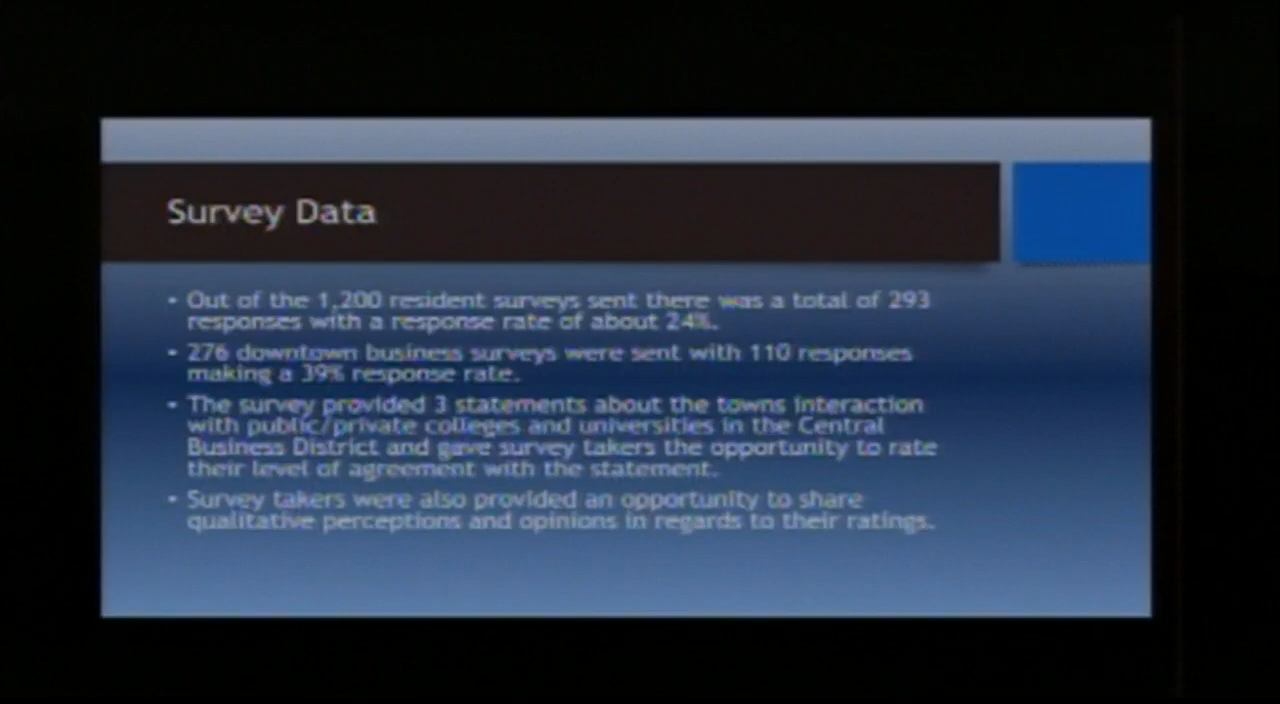 Survey Data
• Out of the 1,200 resident surveys sent there was a total of 293
responses with a response rate of about 24%.
• 276 downtown business surveys were sent with 110 responses
making a 39% response rate.
• The survey provided 3 statements about the towns interaction
with public/private colleges and universities in the Central
Business District and gave survey takers the opportunity to rate
their level of agreement with the statement.
• Survey takers were also provided an opportunity to share
qualitative perceptions and opinions in regards to their ratings.